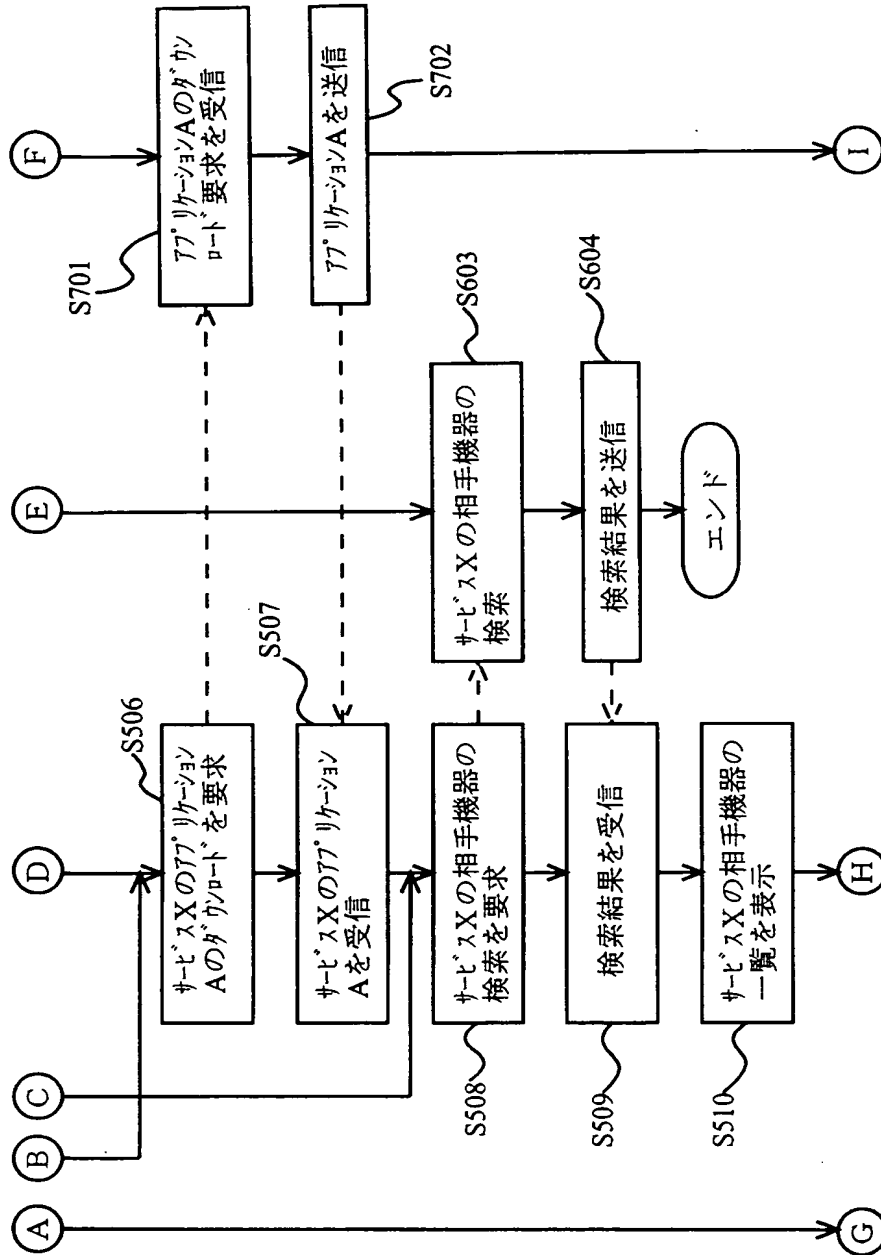 A
B
C
D
E
F
サービスXのアプリケーション
Aのダウンロードを要求
S506
アプリケーションAのダウン
ロード要求を受信
S701
サービスXのアプリケーション
Aを受信
S507
アプリケーションAを送信
S702
サービスXの相手機器の
検索を要求
S508
サービスXの相手機器の
検索
S603
検索結果を受信
S509
検索結果を送信
S604
サービスXの相手機器の
一覧を表示
S510
エンド
G
H
I